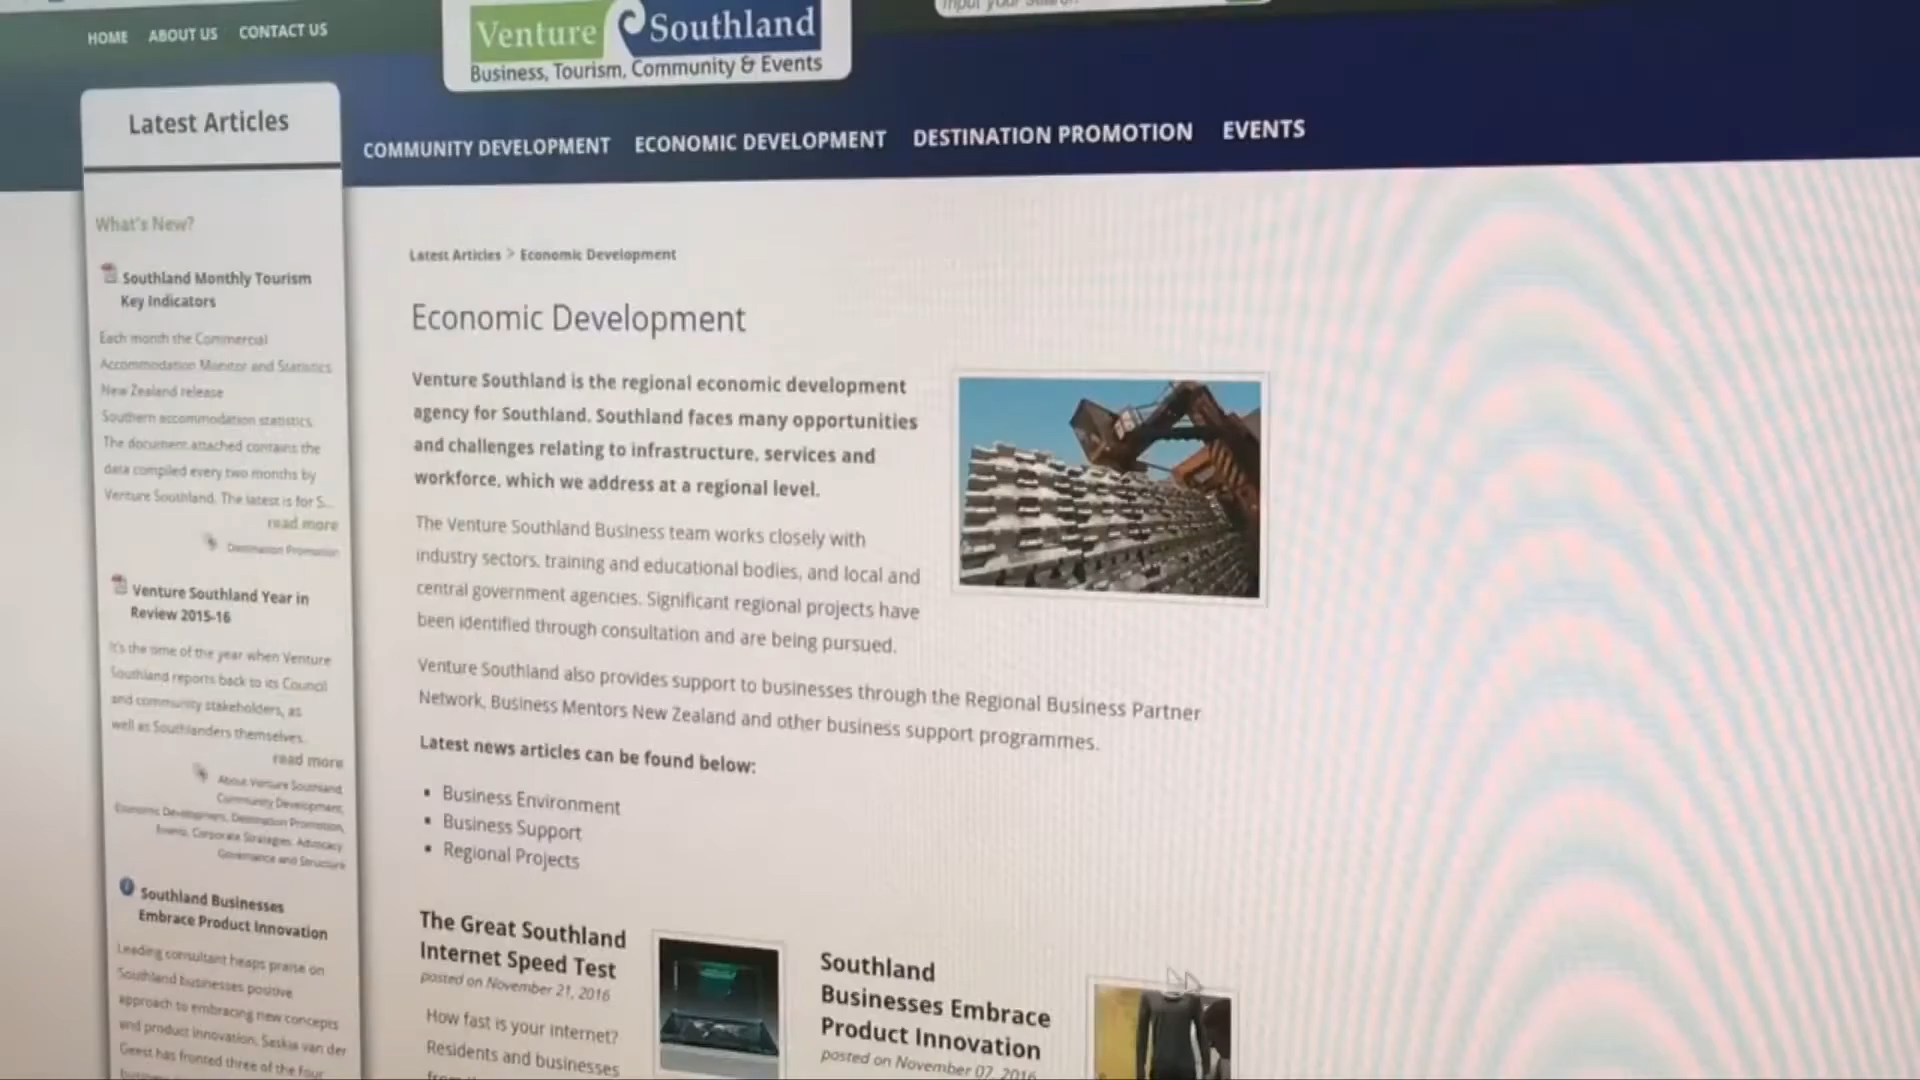 HOME ABOUT US CONTACT US
Venture Southland
Business, Tourism, Community & Events
Latest Articles
COMMUNITY DEVELOPMENT ECONOMIC DEVELOPMENT DESTINATION PROMOTION EVENTS
What's New?
Southland Monthly Tourism
Key Indicators
Each month the Commercial
Accommodation Monitor and Statistics
New Zealand release
Southern accommodation statistics.
The document attached contains the
data compiled every two months by
Venture Southland. The latest is for S...
read more
Destination Promotion
Venture Southland Year in
Review 2015-16
It's the time of the year when Venture
Southland reports back to its Council
and community stakeholders, as
well as Southlanders themselves.
read more
About Venture Southland,
Community Development,
Economic Development, Destination Promotion,
Events, Corporate Strategies, Advocacy
Governance and Structure
Southland Businesses
Embrace Product Innovation
Leading consultant heaps praise on
Southland businesses positive
approach to embracing new concepts
and product innovation. Saskia van der
Geest has fronted three of the four
Latest Articles > Economic Development
Economic Development
Venture Southland is the regional economic development
agency for Southland. Southland faces many opportunities
and challenges relating to infrastructure, services and
workforce, which we address at a regional level.
The Venture Southland Business team works closely with
industry sectors, training and educational bodies, and local and
central government agencies. Significant regional projects have
been identified through consultation and are being pursued.
Venture Southland also provides support to businesses through the Regional Business Partner
Network, Business Mentors New Zealand and other business support programmes.
Latest news articles can be found below:
• Business Environment
• Business Support
• Regional Projects
The Great Southland
Internet Speed Test
posted on November 21, 2016
How fast is your internet?
Residents and businesses
Southland
Businesses Embrace
Product Innovation
posted on November 07, 2016